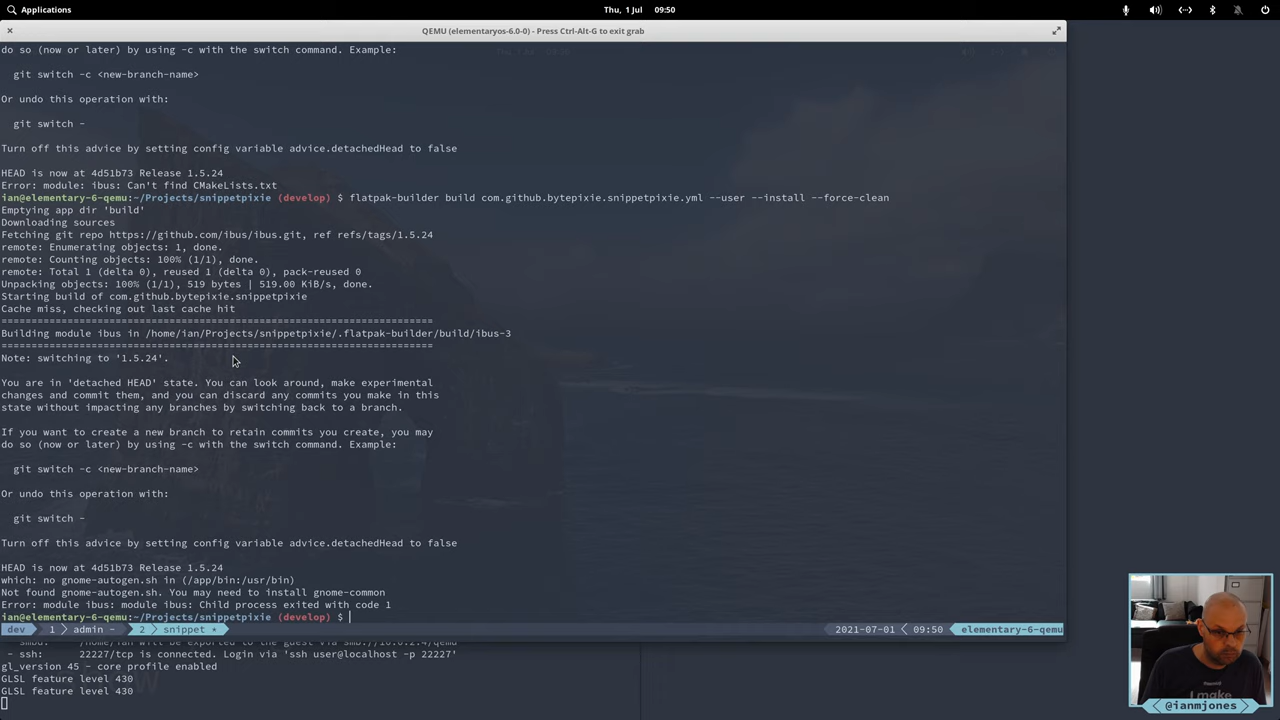 Applications
Thu, 1 Jul 09:50
QEMU (elementaryos-6.0-0) - Press Ctrl-Alt-G to exit grab
do so (now or later) by using -c with the switch command. Example:
git switch -c <new-branch-name>
Or undo this operation with:
git switch -
Turn off this advice by setting config variable advice.detachedHead to false
HEAD is now at 4d51b73 Release 1.5.24
Error: module: ibus: Can't find CMakeLists.txt
ian@elementary-6-qemu:~/Projects/snippetpixie (develop) $ flatpak-builder build com.github.bytepixie.snippetpixie.yml --user --install --force-clean
Emptying app dir 'build'
Downloading sources
Fetching git repo https://github.com/ibus/ibus.git, ref refs/tags/1.5.24
remote: Enumerating objects: 1, done.
remote: Counting objects: 100% (1/1), done.
remote: Total 1 (delta 0), reused 1 (delta 0), pack-reused 0
Unpacking objects: 100% (1/1), 519 bytes | 519.00 KiB/s, done.
Starting build of com.github.bytepixie.snippetpixie
Cache miss, checking out last cache hit
========================================================================
Building module ibus in /home/ian/Projects/snippetpixie/.flatpak-builder/build/ibus-3
========================================================================
Note: switching to '1.5.24'.
You are in 'detached HEAD' state. You can look around, make experimental
changes and commit them, and you can discard any commits you make in this
state without impacting any branches by switching back to a branch.
If you want to create a new branch to retain commits you create, you may
do so (now or later) by using -c with the switch command. Example:
git switch -c <new-branch-name>
Or undo this operation with:
git switch -
Turn off this advice by setting config variable advice.detachedHead to false
HEAD is now at 4d51b73 Release 1.5.24
which: no gnome-autogen.sh in (/app/bin:/usr/bin)
Not found gnome-autogen.sh. You may need to install gnome-common
Error: module ibus: module ibus: Child process exited with code 1
ian@elementary-6-qemu:~/Projects/snippetpixie (develop) $
dev 1 admin - 2 snippet * 2021-07-01 09:50 elementary-6-qemu
- ssh: 22227/tcp is connected. Login via 'ssh user@localhost -p 22227'
gl_version 45 - core profile enabled
GLSL feature level 430
GLSL feature level 430
I make
@ianmjones